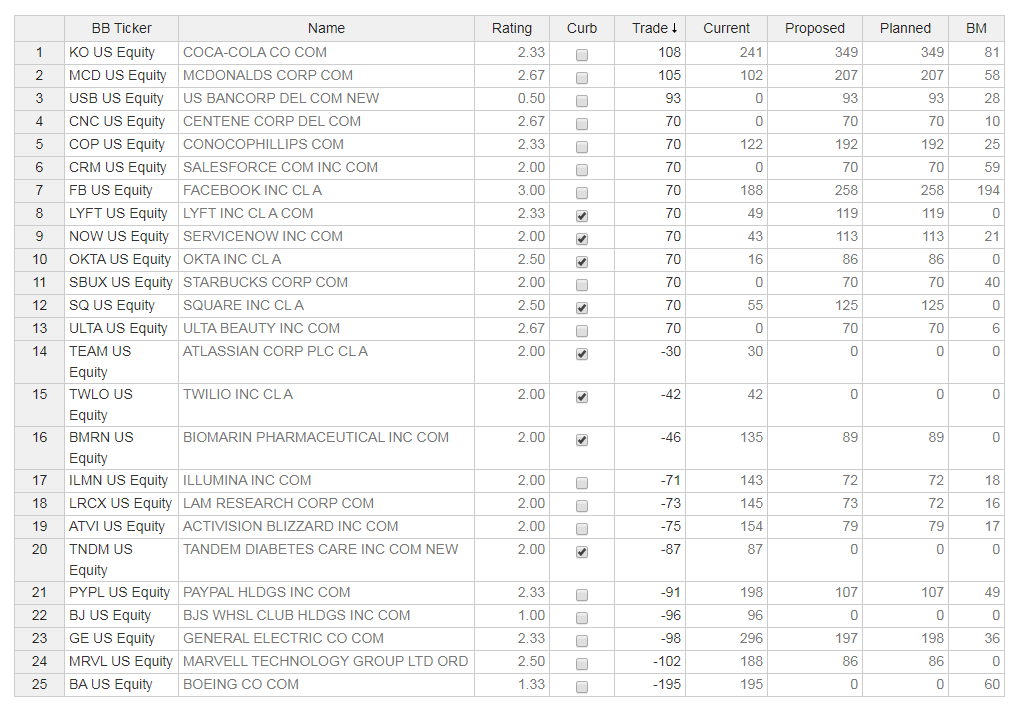 BB Ticker Name Rating Curb Trade↓ Current Proposed Planned BM
1 KO US Equity COCA-COLA CO COM 2.33 108 241 349 349 81
2 MCD US Equity MCDONALDS CORP COM 2.67 105 102 207 207 58
3 USB US Equity US BANCORP DEL COM NEW 0.50 93 0 93 93 28
4 CNC US Equity CENTENE CORP DEL COM 2.67 70 0 70 70 10
5 COP US Equity CONOCOPHILLIPS COM 2.33 70 122 192 192 25
6 CRM US Equity SALESFORCE COM INC COM 2.00 70 0 70 70 59
7 FB US Equity FACEBOOK INC CL A 3.00 70 188 258 258 194
8 LYFT US Equity LYFT INC CL A COM 2.33 70 49 119 119 0
9 NOW US Equity SERVICENOW INC COM 2.00 70 43 113 113 21
10 OKTA US Equity OKTA INC CL A 2.50 70 16 86 86 0
11 SBUX US Equity STARBUCKS CORP COM 2.00 70 0 70 70 40
12 SQ US Equity SQUARE INC CL A 2.50 70 55 125 125 0
13 ULTA US Equity ULTA BEAUTY INC COM 2.67 70 0 70 70 6
14 TEAM US ATLASSIAN CORP PLC CL A 2.00 -30 30 0 0 0
Equity
15 TWLO US TWILIO INC CL A 2.00 -42 42 0 0 0
Equity
16 BMRN US BIOMARIN PHARMACEUTICAL INC COM 2.00 -46 135 89 89 0
Equity
17 ILMN US Equity ILLUMINA INC COM 2.00 -71 143 72 72 18
18 LRCX US Equity LAM RESEARCH CORP COM 2.00 -73 145 73 72 16
19 ATVI US Equity ACTIVISION BLIZZARD INC COM 2.00 -75 154 79 79 17
20 TNDM US TANDEM DIABETES CARE INC COM NEW 2.00 -87 87 0 0 0
Equity
21 PYPL US Equity PAYPAL HLDGS INC COM 2.33 -91 198 107 107 49
22 BJ US Equity BJS WHSL CLUB HLDGS INC COM 1.00 -96 96 0 0 0
23 GE US Equity GENERAL ELECTRIC CO COM 2.33 -98 296 197 198 36
24 MRVL US Equity MARVELL TECHNOLOGY GROUP LTD ORD 2.50 -102 188 86 86 0
25 BA US Equity BOEING CO COM 1.33 -195 195 0 0 60